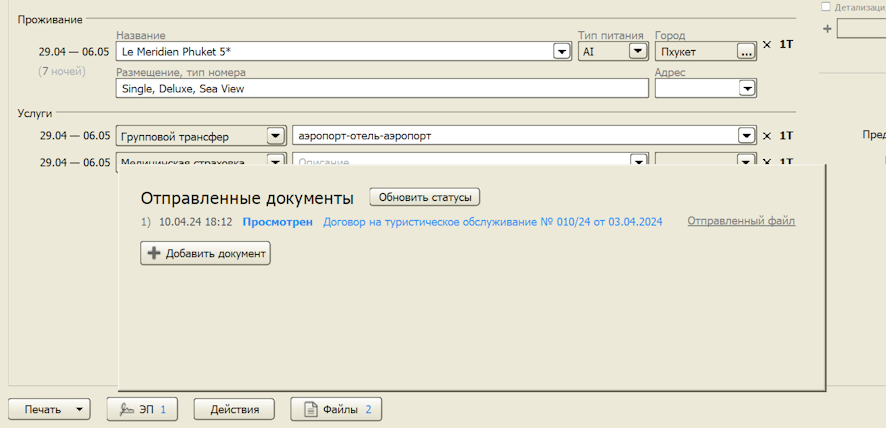 Детализаци
Проживание
Название Тип питания Город
29.04 — 06.05 Le Meridien Phuket 5* AI Пхукет ... × 1Т
(7 ночей)
Размещение, тип номера Адрес
Single, Deluxe, Sea View
Услуги
29.04 — 06.05 Групповой трансфер аэропорт-отель-аэропорт × 1Т
Пред
29.04 — 06.05 Медицинская страховка Описание × 1Т
Отправленные документы Обновить статусы
1) 10.04.24 18:12 Просмотрен Договор на туристическое обслуживание № 010/24 от 03.04.2024 Отправленный файл
+ Добавить документ
Печать ЭП 1 Действия Файлы 2